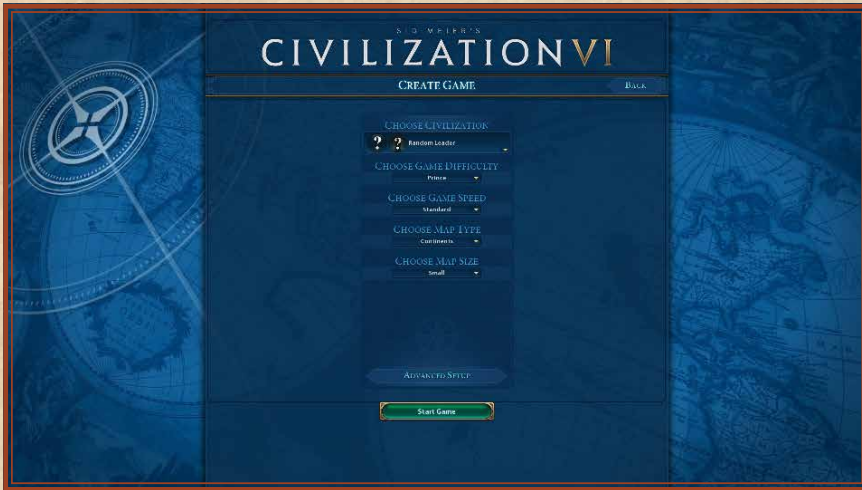 SID MEIER'S
CIVILIZATION VI
CREATE GAME
BACK
CHOOSE CIVILIZATION
? ? Random Leader
CHOOSE GAME DIFFICULTY
Prince
CHOOSE GAME SPEED
Standard
CHOOSE MAP TYPE
Continents
CHOOSE MAP SIZE
Small
ADVANCED SETUP
Start Game